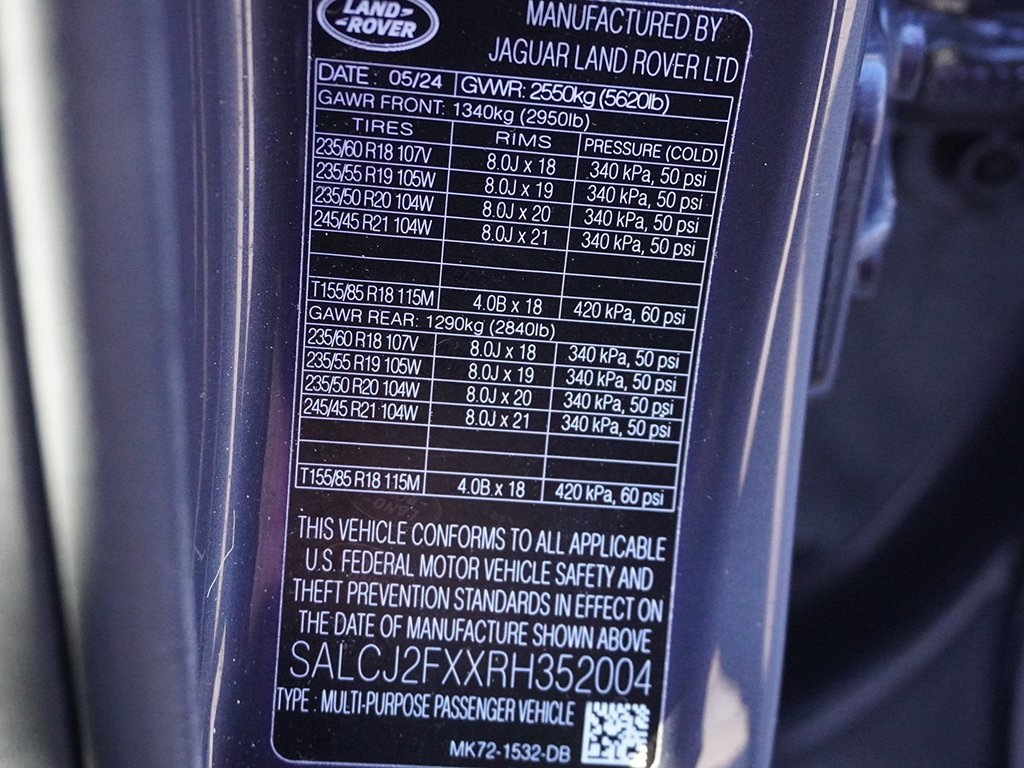 LAND-
-ROVER
MANUFACTURED BY
JAGUAR LAND ROVER LTD
DATE : 05/24 GVWR: 2550kg (5620lb)
GAWR FRONT: 1340kg (2950lb)
TIRES RIMS PRESSURE (COLD)
235/60 R18 107V 8.0J x 18 340 kPa, 50 psi
235/55 R19 105W 8.0J x 19 340 kPa, 50 psi
235/50 R20 104W 8.0J x 20 340 kPa, 50 psi
245/45 R21 104W 8.0J x 21 340 kPa, 50 psi
T155/85 R18 115M 4.0B x 18 420 kPa, 60 psi
GAWR REAR: 1290kg (2840lb)
235/60 R18 107V 8.0J x 18 340 kPa, 50 psi
235/55 R19 105W 8.0J x 19 340 kPa, 50 psi
235/50 R20 104W 8.0J x 20 340 kPa, 50 psi
245/45 R21 104W 8.0J x 21 340 kPa, 50 psi
T155/85 R18 115M 4.0B x 18 420 kPa, 60 psi
THIS VEHICLE CONFORMS TO ALL APPLICABLE
U.S. FEDERAL MOTOR VEHICLE SAFETY AND
THEFT PREVENTION STANDARDS IN EFFECT ON
THE DATE OF MANUFACTURE SHOWN ABOVE
SALCJ2FXXRH352004
TYPE : MULTI-PURPOSE PASSENGER VEHICLE
MK72-1532-DB